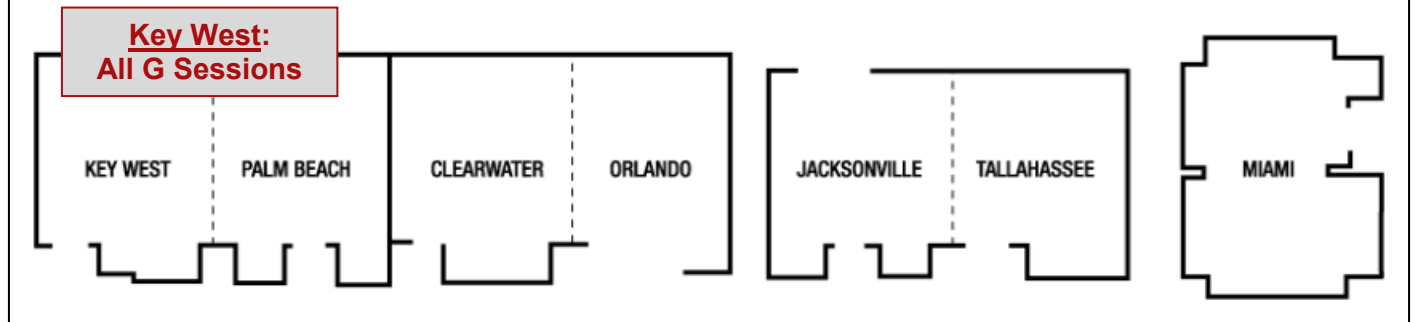 Key West:
All G Sessions
KEY WEST
PALM BEACH
CLEARWATER
ORLANDO
JACKSONVILLE
TALLAHASSEE
MIAMI